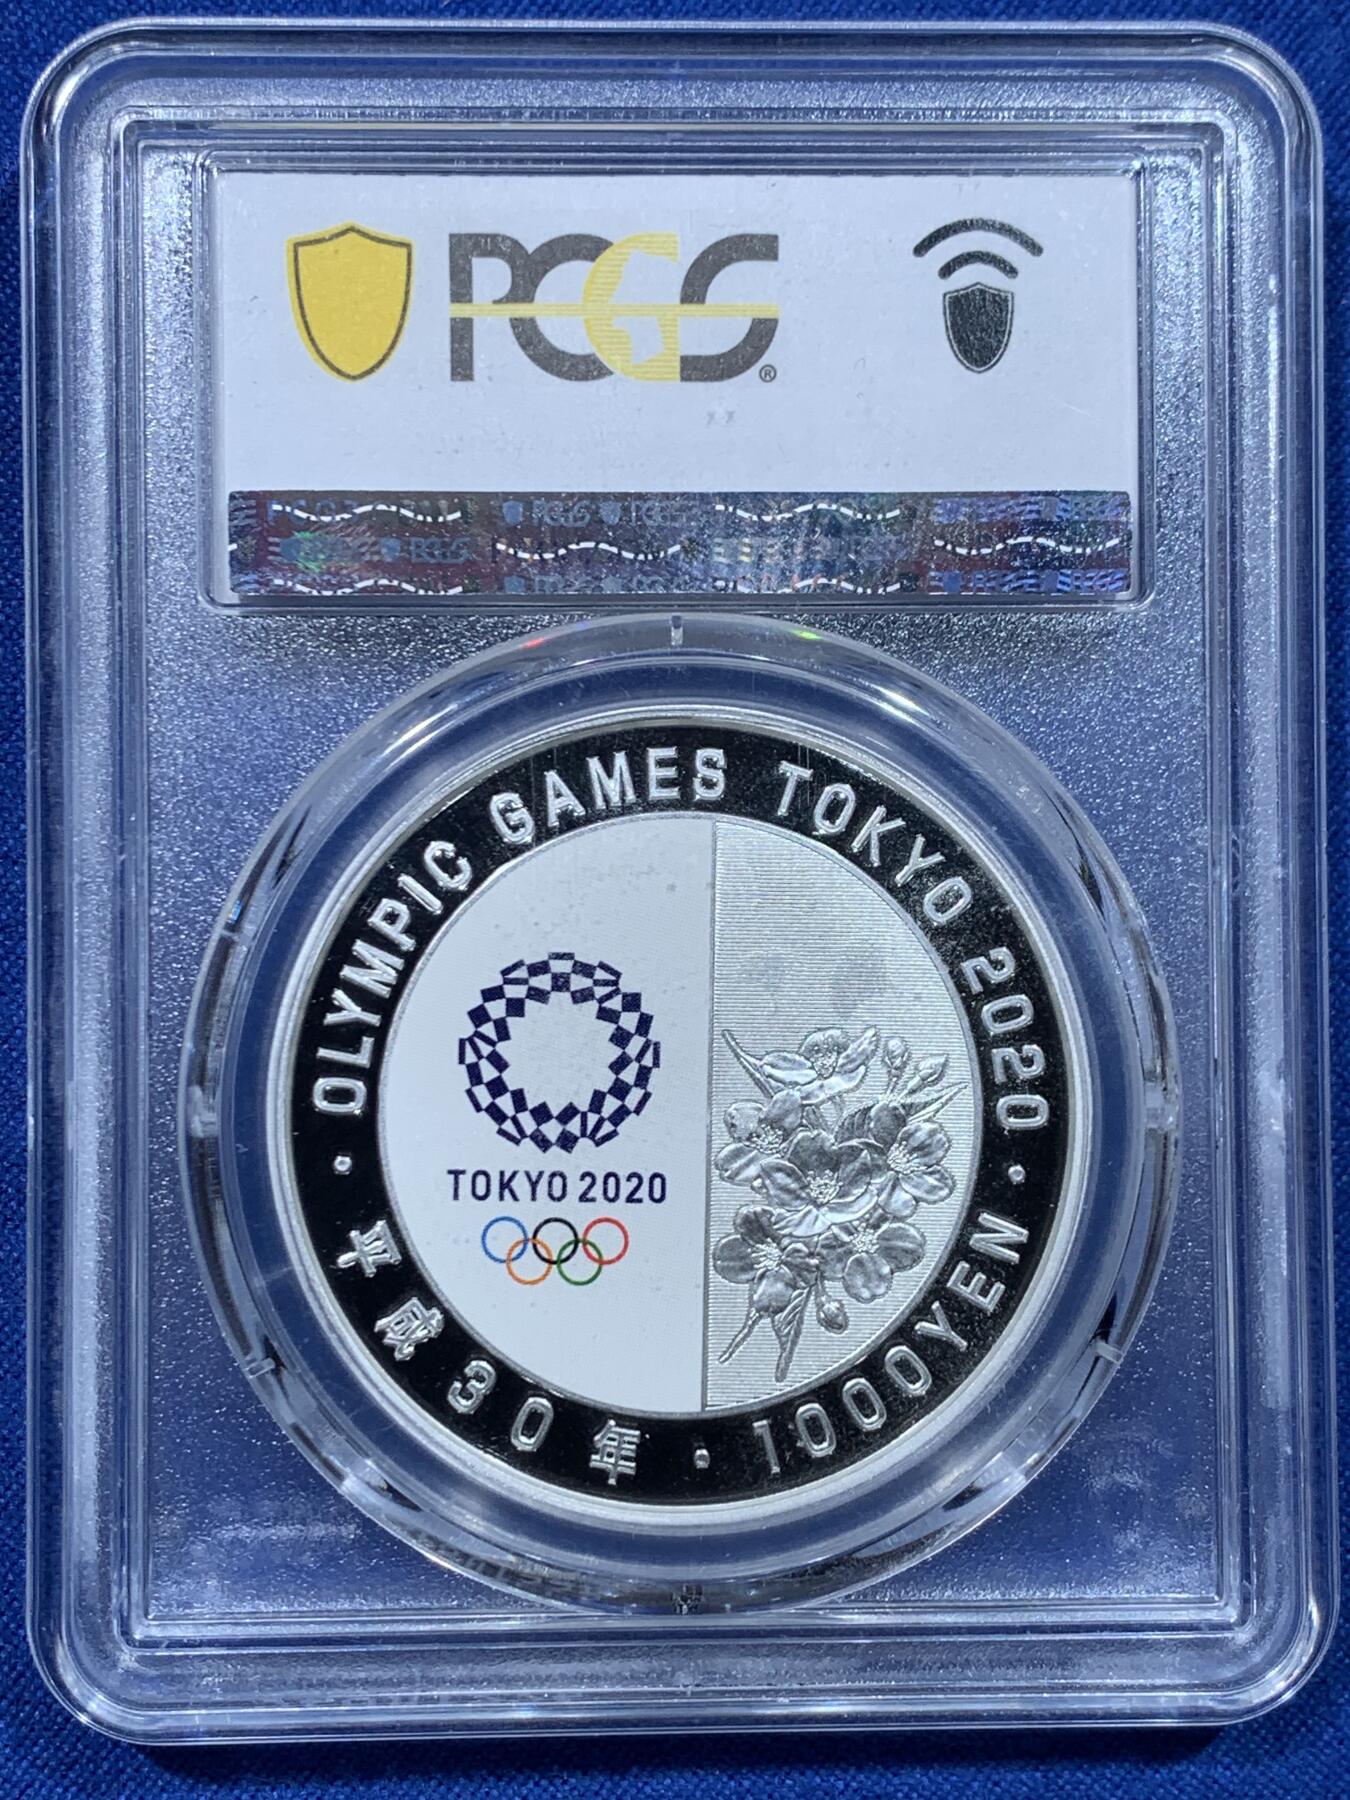 PCGS®
OLYMPIC GAMES TOKYO 2020
TOKYO 2020
平成30年・1000YEN